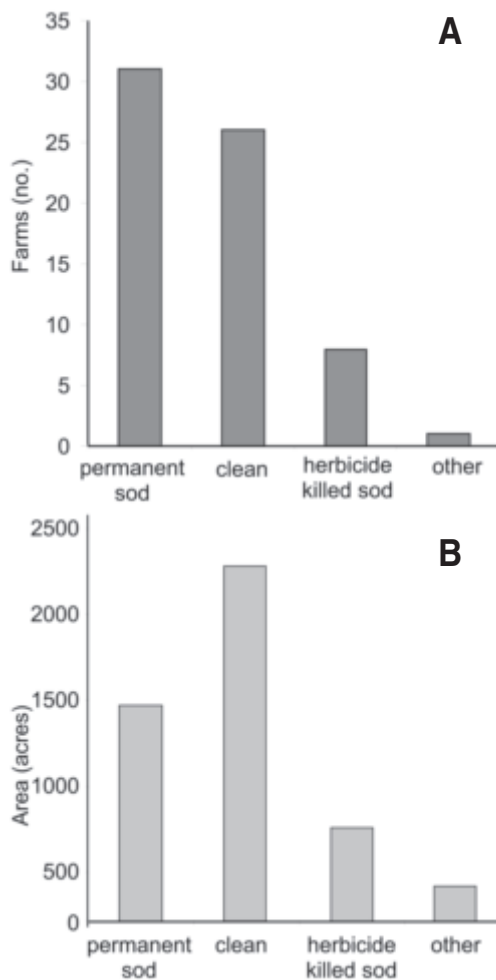 A
35
30
25
20
15
10
5
0
Farms (no.)
permanent sod
clean
herbicide killed sod
other
B
2500
2000
1500
1000
500
0
Area (acres)
permanent sod
clean
herbicide killed sod
other